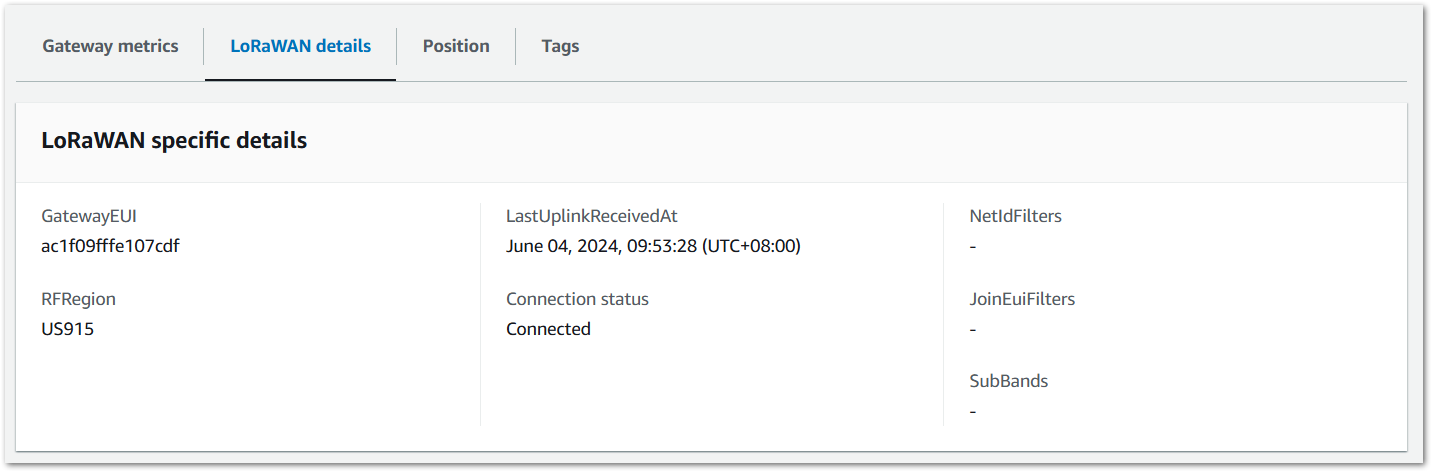 Gateway metrics
LoRaWAN details
Position
Tags
LoRaWAN specific details
GatewayEUI
ac1f09fffe107cdf
RFRegion
US915
LastUplinkReceivedAt
June 04, 2024, 09:53:28 (UTC+08:00)
Connection status
Connected
NetIdFilters
-
JoinEuiFilters
-
SubBands
-